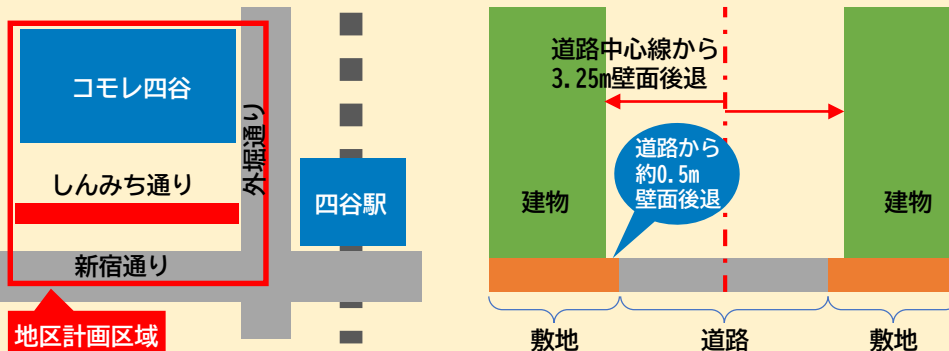 コモレ四谷
しんみち通り
外堀通り
四谷駅
新宿通り
地区計画区域
道路中心線から
3.25m壁面後退
道路から
約0.5m
壁面後退
建物
建物
敷地
道路
敷地